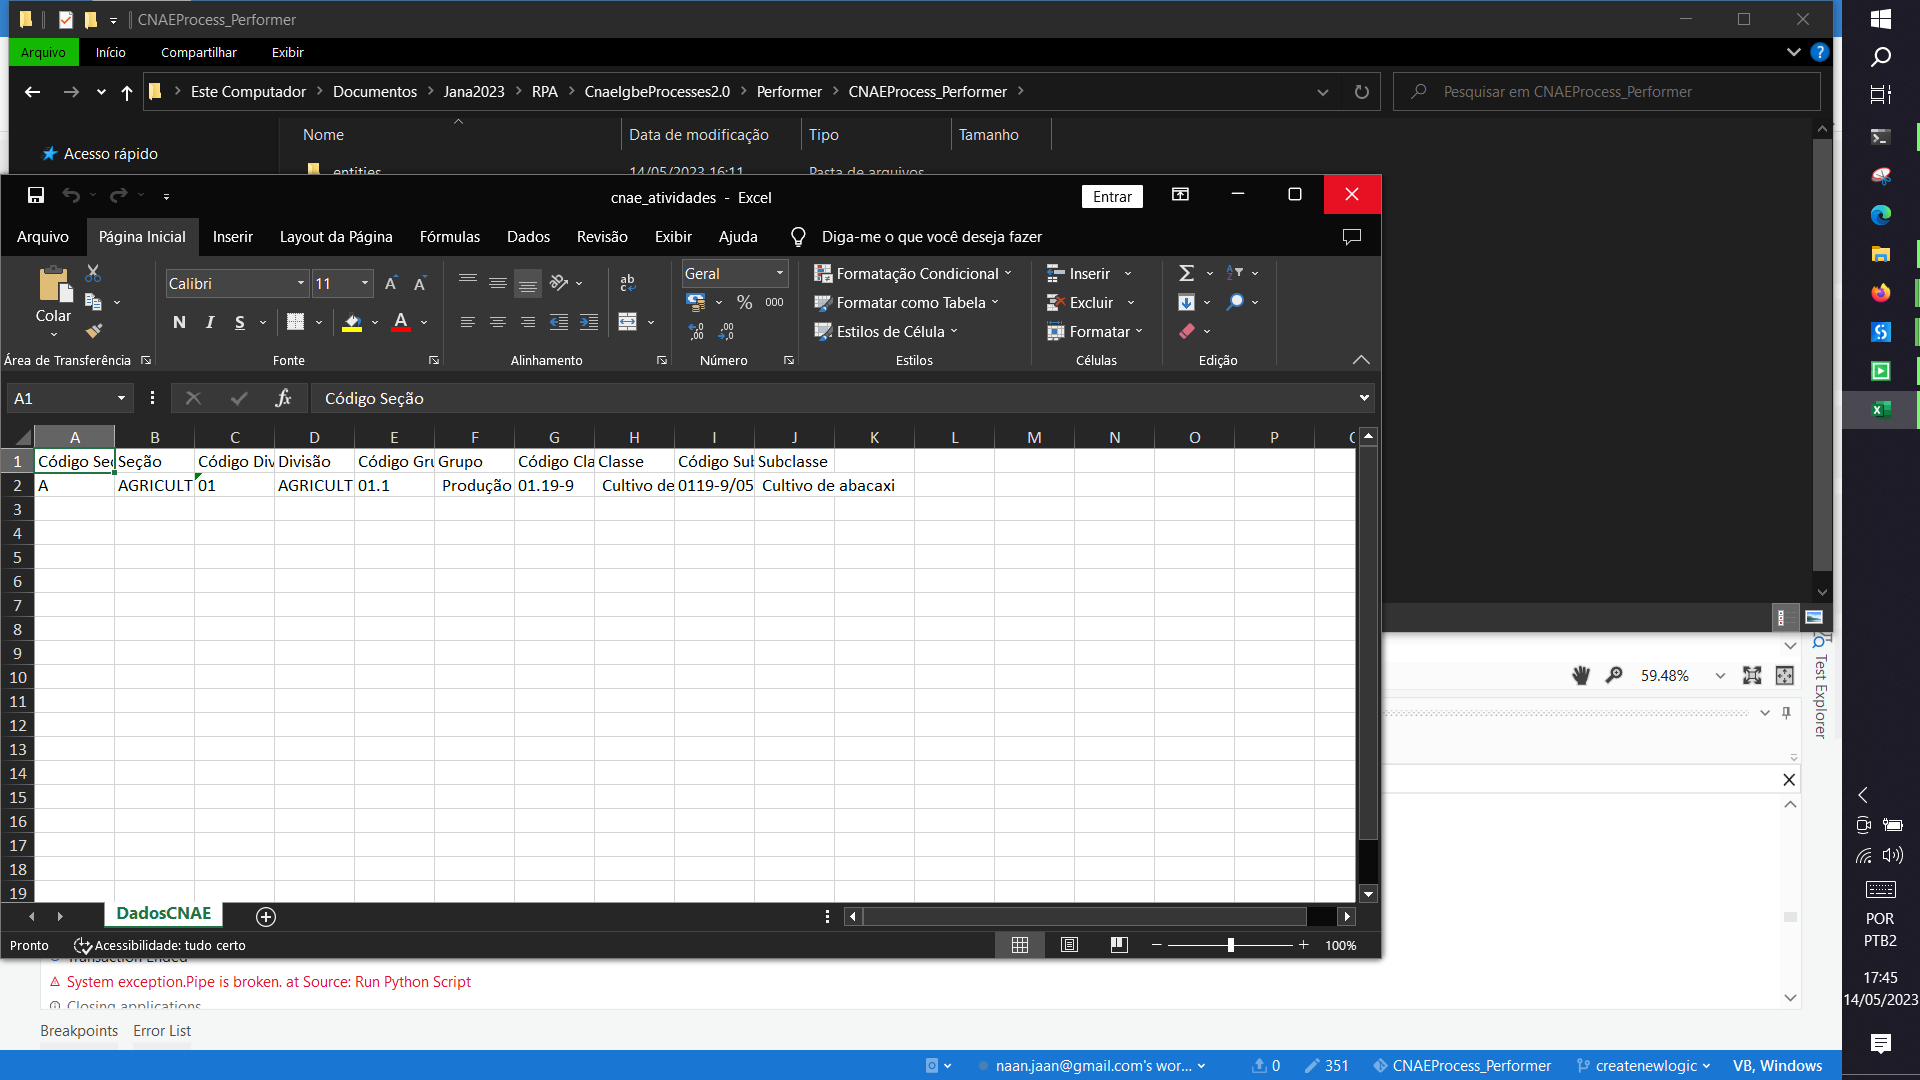 CNAEProcess_Performer
Arquivo Início Compartilhar Exibir
Este Computador Documentos Jana2023 RPA CnaeIgbeProcesses2.0 Performer CNAEProcess_Performer
Pesquisar em CNAEProcess_Performer
Nome Data de modificação Tipo Tamanho
Acesso rápido
entities 14/05/2023 16:11 Pasta de arquivos
cnae_atividades - Excel
Entrar
Arquivo Página Inicial Inserir Layout da Página Fórmulas Dados Revisão Exibir Ajuda Diga-me o que você deseja fazer
Colar
Calibri 11
N I S
Geral
% 000
Formatação Condicional
Formatar como Tabela
Estilos de Célula
Inserir
Excluir
Formatar
Área de Transferência Fonte Alinhamento Número Estilos Células Edição
A1 fx Código Seção
A B C D E F G H I J K L M N O P
1 Código Seç Seção Código Div Divisão Código Gru Grupo Código Cla Classe Código Sub Subclasse
2 A AGRICULT 01 AGRICULT 01.1 Produção 01.19-9 Cultivo de 0119-9/05 Cultivo de abacaxi
3
4
5
6
7
8
9
10
11
12
13
14
15
16
17
18
19
DadosCNAE
Pronto Acessibilidade: tudo certo 100%
59.48%
Test Explorer
Transaction Ended
System exception.Pipe is broken. at Source: Run Python Script
Closing applications
Breakpoints Error List
naan.jaan@gmail.com's wor... 0 351 CNAEProcess_Performer createnewlogic VB, Windows
POR
PTB2
17:45
14/05/2023